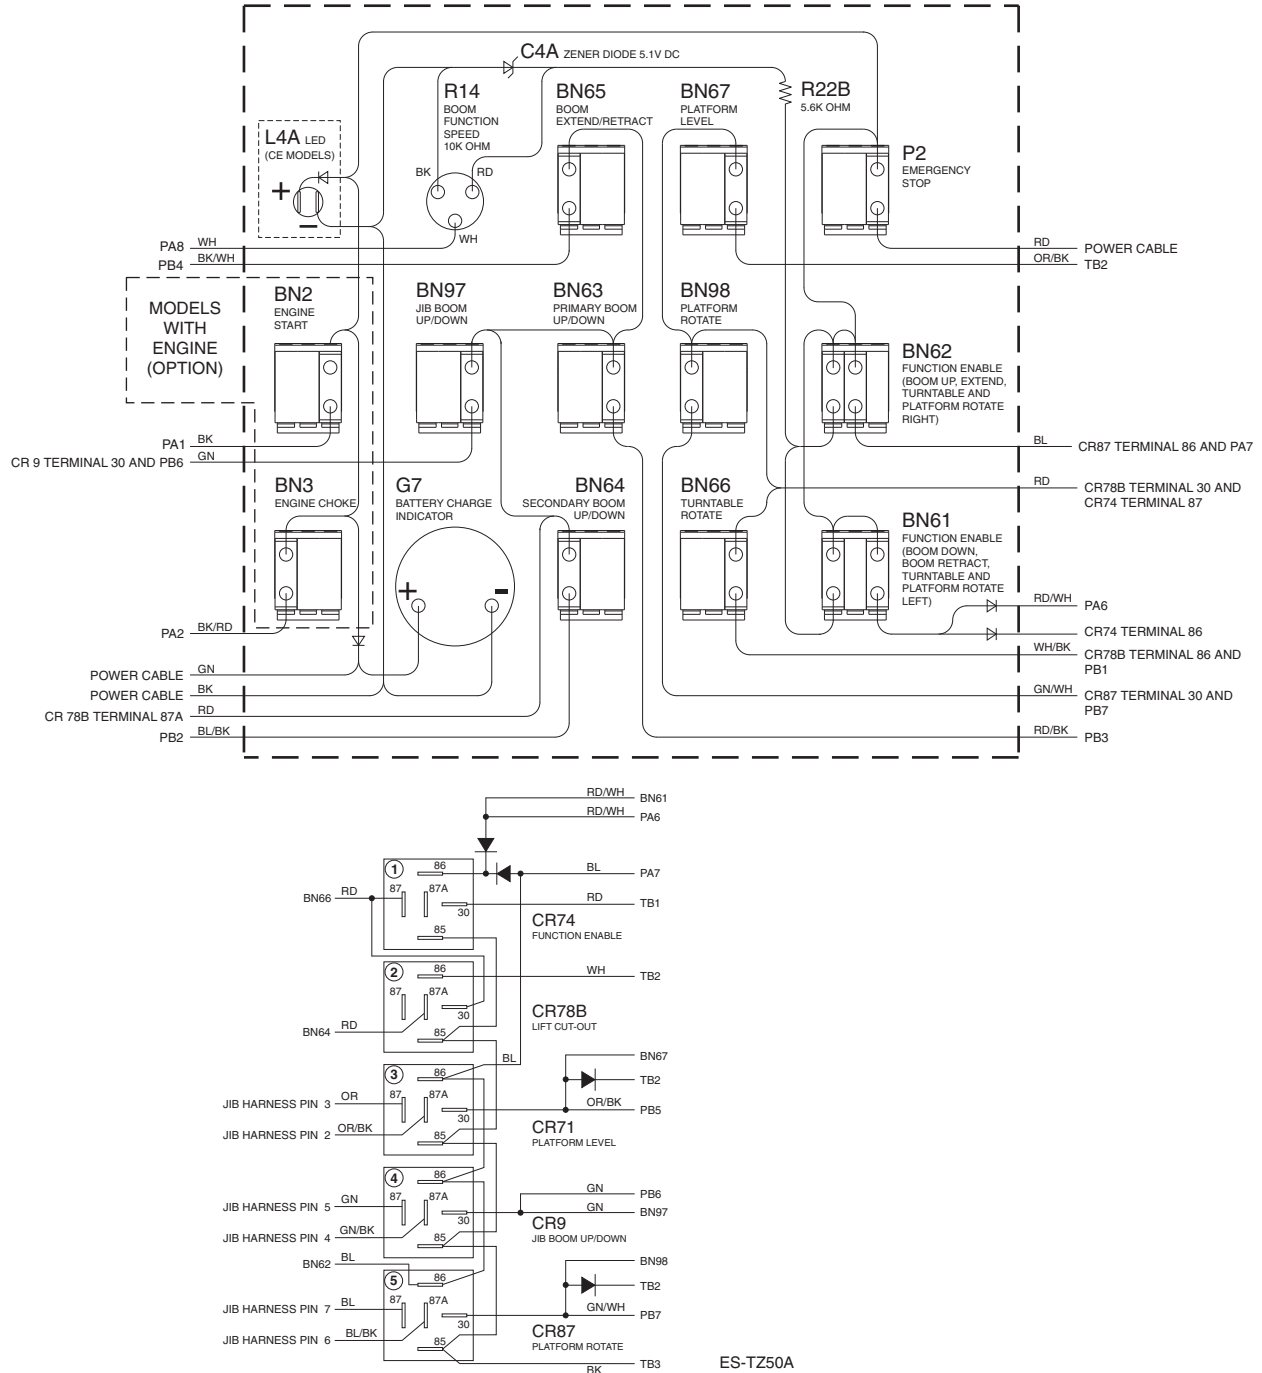 C4A ZENER DIODE 5.1V DC
L4A LED
(CE MODELS)
+
–
R14
BOOM
FUNCTION
SPEED
10K OHM
BK
RD
WH
BN65
BOOM
EXTEND/RETRACT
BN67
PLATFORM
LEVEL
R22B
5.6K OHM
P2
EMERGENCY
STOP
PA8 WH
PB4 BK/WH
RD POWER CABLE
OR/BK TB2
MODELS
WITH
ENGINE
(OPTION)
BN2
ENGINE
START
BN97
JIB BOOM
UP/DOWN
BN63
PRIMARY BOOM
UP/DOWN
BN98
PLATFORM
ROTATE
BN62
FUNCTION ENABLE
(BOOM UP, EXTEND,
TURNTABLE AND
PLATFORM ROTATE
RIGHT)
PA1 BK
CR 9 TERMINAL 30 AND PB6 GN
BL CR87 TERMINAL 86 AND PA7
RD CR78B TERMINAL 30 AND
CR74 TERMINAL 87
BN3
ENGINE CHOKE
G7
BATTERY CHARGE
INDICATOR
+
-
BN64
SECONDARY BOOM
UP/DOWN
BN66
TURNTABLE
ROTATE
BN61
FUNCTION ENABLE
(BOOM DOWN,
BOOM RETRACT,
TURNTABLE AND
PLATFORM ROTATE
LEFT)
PA2 BK/RD
RD/WH PA6
CR74 TERMINAL 86
WH/BK CR78B TERMINAL 86 AND
PB1
POWER CABLE GN
POWER CABLE BK
CR 78B TERMINAL 87A RD
PB2 BL/BK
GN/WH CR87 TERMINAL 30 AND
PB7
RD/BK PB3
RD/WH BN61
RD/WH PA6
1
86
87
87A
30
85
BL PA7
BN66 RD
RD TB1
CR74
FUNCTION ENABLE
2
86
87
87A
30
85
WH TB2
BN64 RD
CR78B
LIFT CUT-OUT
BL
3
86
87
87A
30
85
BN67
TB2
OR/BK PB5
JIB HARNESS PIN 3 OR
JIB HARNESS PIN 2 OR/BK
CR71
PLATFORM LEVEL
4
86
87
87A
30
85
GN PB6
GN BN97
JIB HARNESS PIN 5 GN
JIB HARNESS PIN 4 GN/BK
CR9
JIB BOOM UP/DOWN
BN62 BL
5
86
87
87A
30
85
BN98
TB2
GN/WH PB7
JIB HARNESS PIN 7 BL
JIB HARNESS PIN 6 BL/BK
CR87
PLATFORM ROTATE
BK TB3
ES-TZ50A